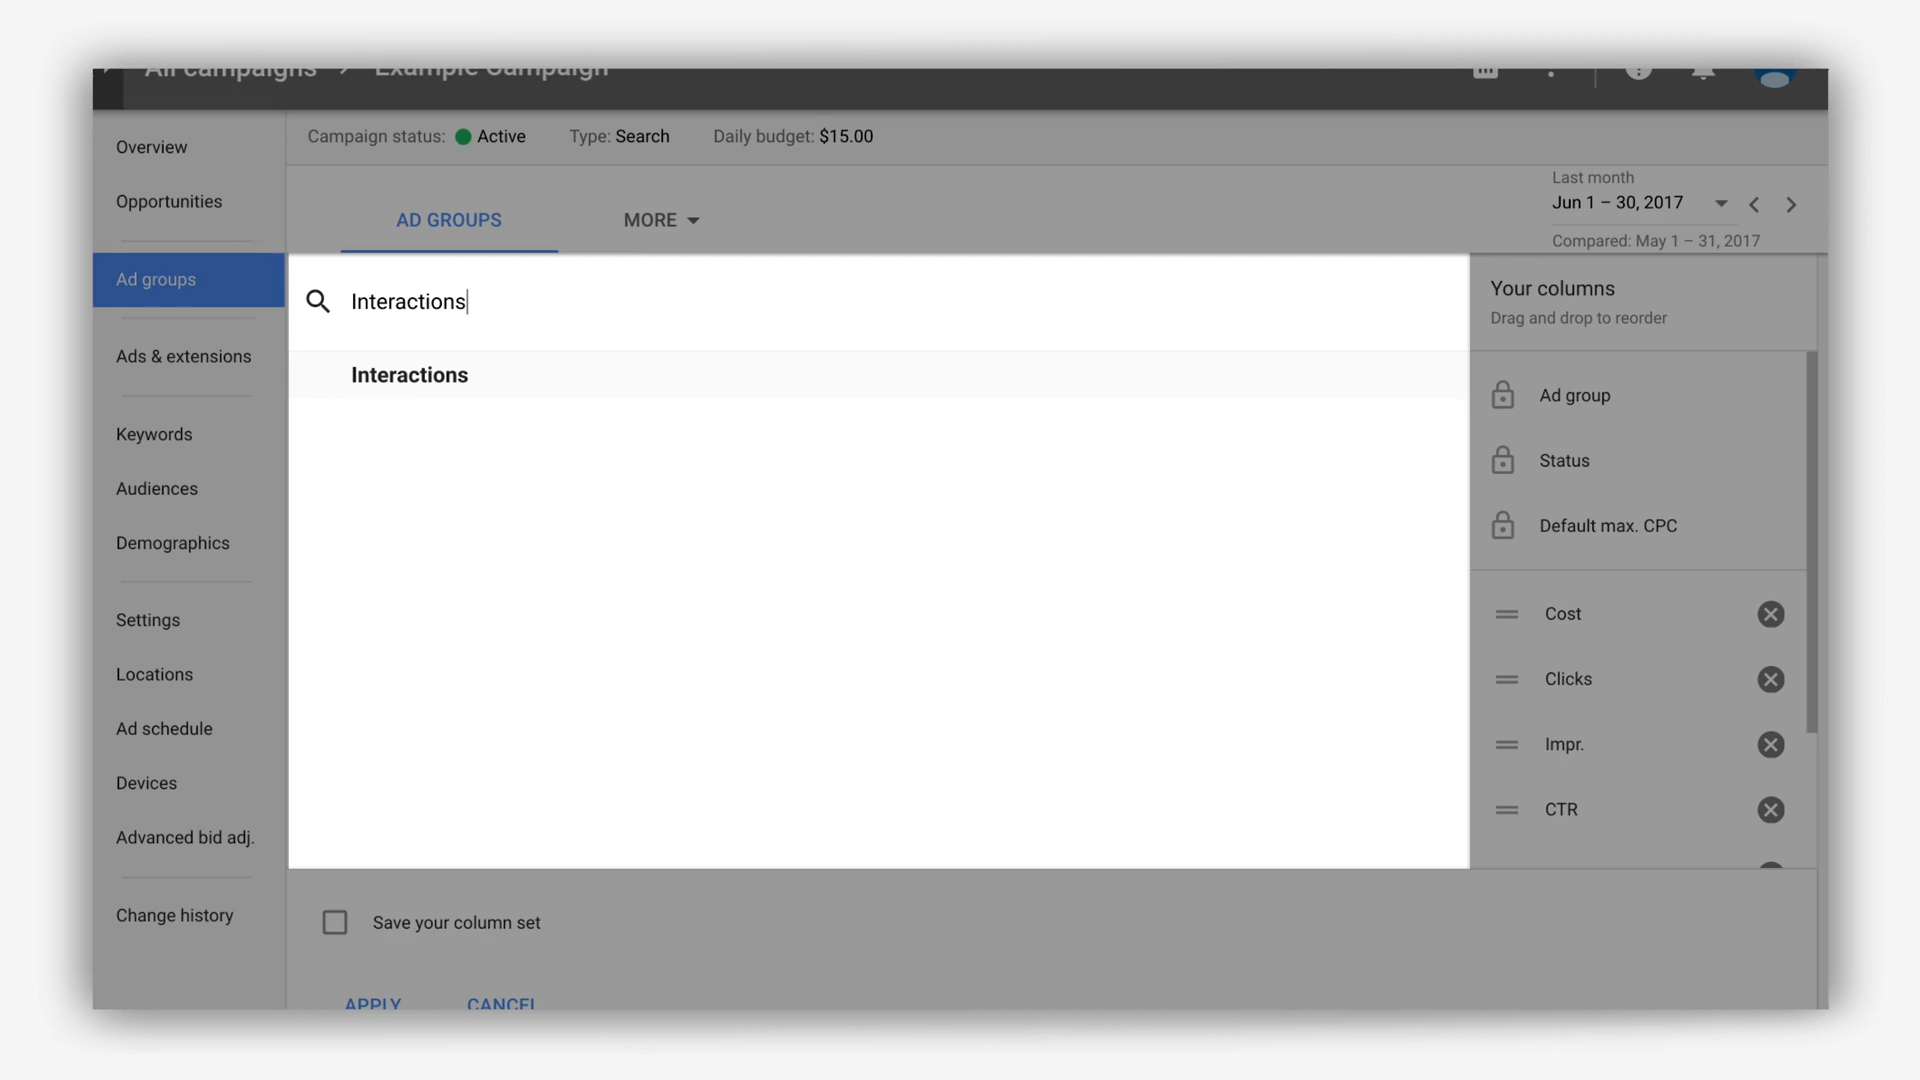 All campaigns > Example Campaign
Campaign status: Active Type: Search Daily budget: $15.00
Last month
Jun 1 – 30, 2017
Compared: May 1 – 31, 2017
AD GROUPS MORE
Overview
Opportunities
Ad groups
Ads & extensions
Keywords
Audiences
Demographics
Settings
Locations
Ad schedule
Devices
Advanced bid adj.
Change history
Interactions
Interactions
Your columns
Drag and drop to reorder
Ad group
Status
Default max. CPC
Cost
Clicks
Impr.
CTR
Save your column set
APPLY CANCEL